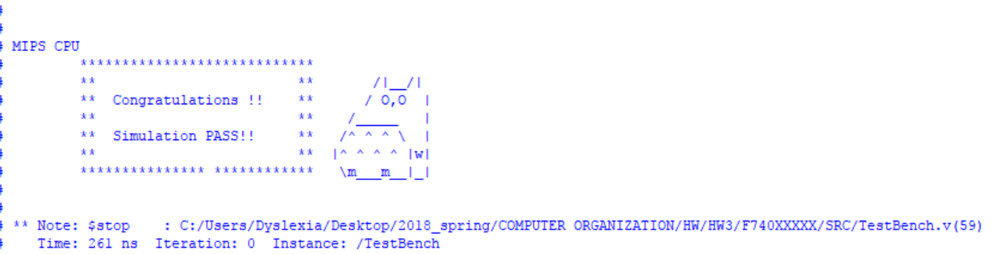 #
#
# MIPS CPU
#         ****************************
#         **                        **        /|__/|
#         **   Congratulations !!   **       / O,O  |
#         **                        **     /_____   |
#         **   Simulation PASS!!    **    /^ ^ ^ \  |
#         **                        **   |^ ^ ^ ^ |w|
#         *************** ************    \m___m__|_|
#
#
# ** Note: $stop    : C:/Users/Dyslexia/Desktop/2018_spring/COMPUTER ORGANIZATION/HW/HW3/F740XXXXX/SRC/TestBench.v(59)
#    Time: 261 ns  Iteration: 0  Instance: /TestBench